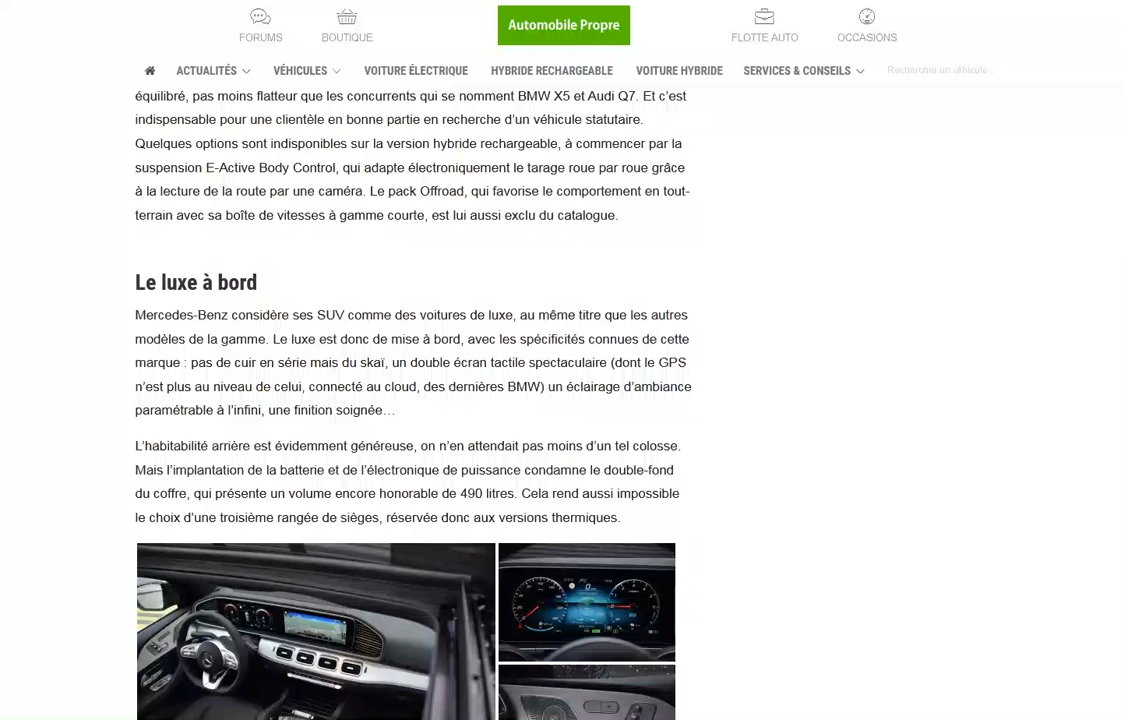 FORUMS
BOUTIQUE
Automobile Propre
FLOTTE AUTO
OCCASIONS
ACTUALITÉS
VÉHICULES
VOITURE ÉLECTRIQUE
HYBRIDE RECHARGEABLE
VOITURE HYBRIDE
SERVICES & CONSEILS
Rechercher un véhicule...
équilibré, pas moins flatteur que les concurrents qui se nomment BMW X5 et Audi Q7. Et c’est
indispensable pour une clientèle en bonne partie en recherche d’un véhicule statutaire.
Quelques options sont indisponibles sur la version hybride rechargeable, à commencer par la
suspension E-Active Body Control, qui adapte électroniquement le tarage roue par roue grâce
à la lecture de la route par une caméra. Le pack Offroad, qui favorise le comportement en tout-
terrain avec sa boîte de vitesses à gamme courte, est lui aussi exclu du catalogue.
Le luxe à bord
Mercedes-Benz considère ses SUV comme des voitures de luxe, au même titre que les autres
modèles de la gamme. Le luxe est donc de mise à bord, avec les spécificités connues de cette
marque : pas de cuir en série mais du skaï, un double écran tactile spectaculaire (dont le GPS
n’est plus au niveau de celui, connecté au cloud, des dernières BMW) un éclairage d’ambiance
paramétrable à l’infini, une finition soignée…
L’habitabilité arrière est évidemment généreuse, on n’en attendait pas moins d’un tel colosse.
Mais l’implantation de la batterie et de l’électronique de puissance condamne le double-fond
du coffre, qui présente un volume encore honorable de 490 litres. Cela rend aussi impossible
le choix d’une troisième rangée de sièges, réservée donc aux versions thermiques.